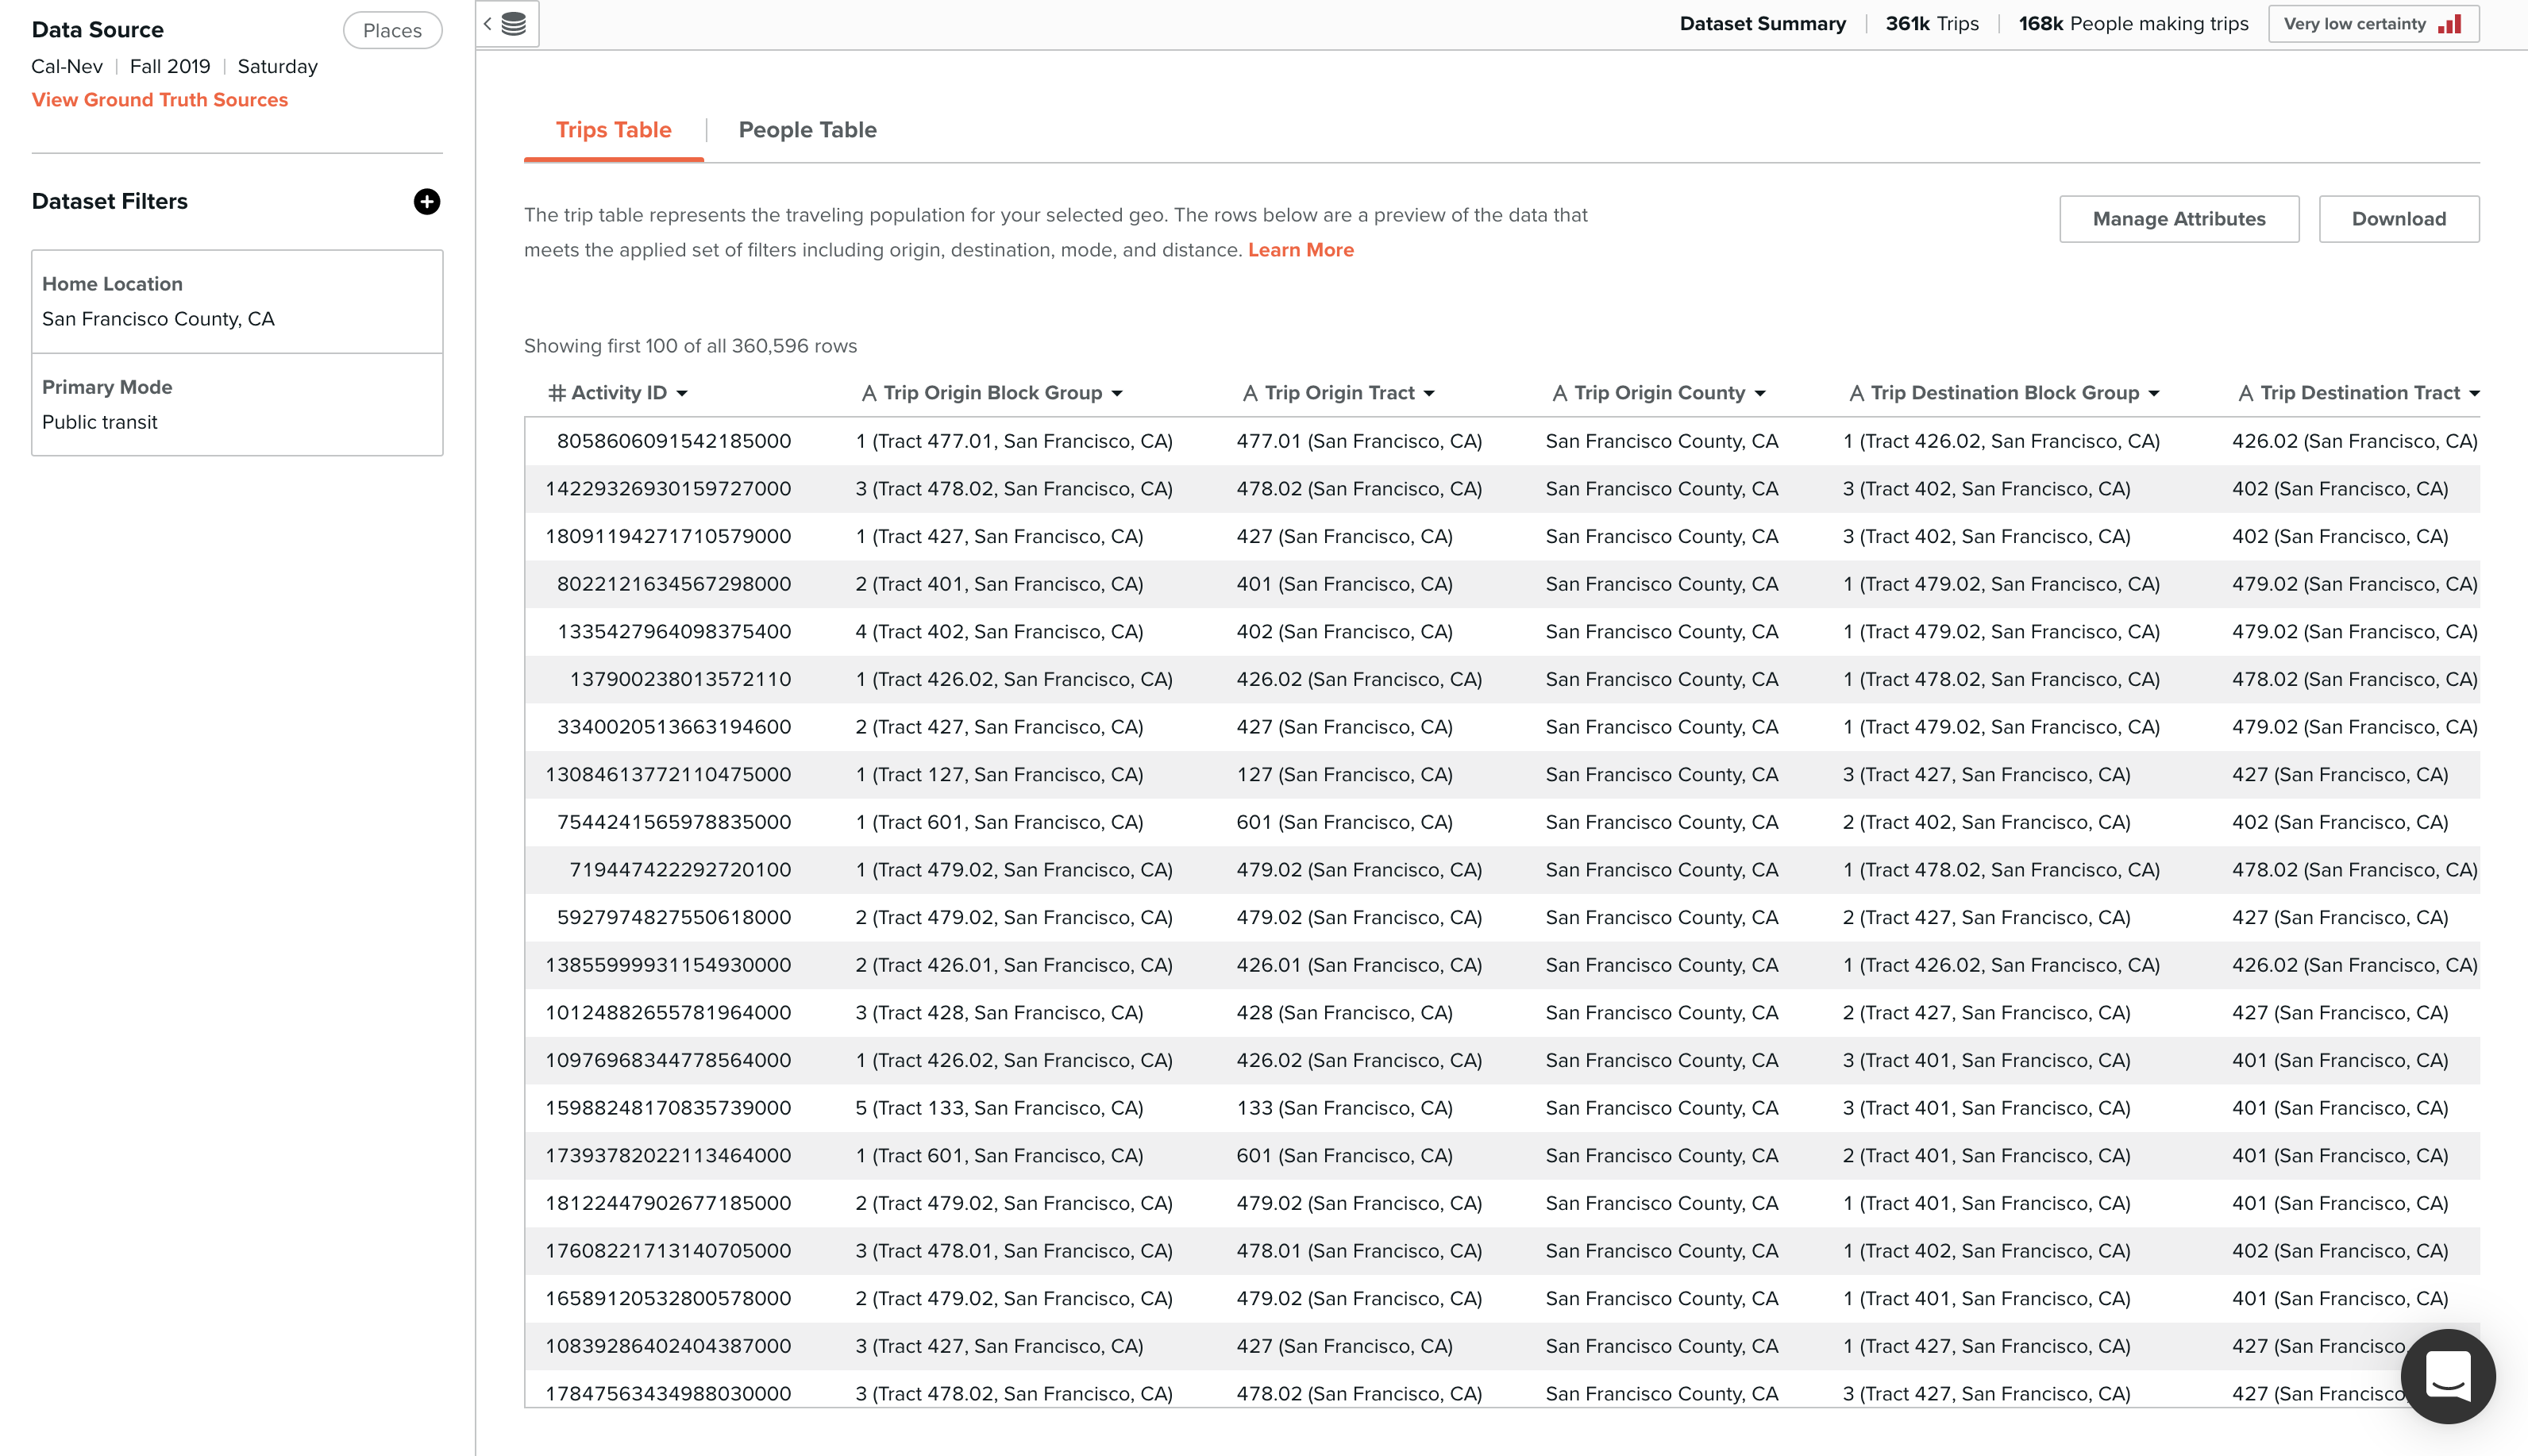 Data Source Places
Cal-Nev | Fall 2019 | Saturday
View Ground Truth Sources
Dataset Filters
Home Location
San Francisco County, CA
Primary Mode
Public transit
Dataset Summary | 361k Trips | 168k People making trips Very low certainty
Trips Table | People Table
The trip table represents the traveling population for your selected geo. The rows below are a preview of the data that
meets the applied set of filters including origin, destination, mode, and distance. Learn More
Manage Attributes Download
Showing first 100 of all 360,596 rows
# Activity ID A Trip Origin Block Group A Trip Origin Tract A Trip Origin County A Trip Destination Block Group A Trip Destination Tract
8058606091542185000 1 (Tract 477.01, San Francisco, CA) 477.01 (San Francisco, CA) San Francisco County, CA 1 (Tract 426.02, San Francisco, CA) 426.02 (San Francisco, CA)
14229326930159727000 3 (Tract 478.02, San Francisco, CA) 478.02 (San Francisco, CA) San Francisco County, CA 3 (Tract 402, San Francisco, CA) 402 (San Francisco, CA)
18091194271710579000 1 (Tract 427, San Francisco, CA) 427 (San Francisco, CA) San Francisco County, CA 3 (Tract 402, San Francisco, CA) 402 (San Francisco, CA)
8022121634567298000 2 (Tract 401, San Francisco, CA) 401 (San Francisco, CA) San Francisco County, CA 1 (Tract 479.02, San Francisco, CA) 479.02 (San Francisco, CA)
1335427964098375400 4 (Tract 402, San Francisco, CA) 402 (San Francisco, CA) San Francisco County, CA 1 (Tract 479.02, San Francisco, CA) 479.02 (San Francisco, CA)
137900238013572110 1 (Tract 426.02, San Francisco, CA) 426.02 (San Francisco, CA) San Francisco County, CA 1 (Tract 478.02, San Francisco, CA) 478.02 (San Francisco, CA)
3340020513663194600 2 (Tract 427, San Francisco, CA) 427 (San Francisco, CA) San Francisco County, CA 1 (Tract 479.02, San Francisco, CA) 479.02 (San Francisco, CA)
13084613772110475000 1 (Tract 127, San Francisco, CA) 127 (San Francisco, CA) San Francisco County, CA 3 (Tract 427, San Francisco, CA) 427 (San Francisco, CA)
7544241565978835000 1 (Tract 601, San Francisco, CA) 601 (San Francisco, CA) San Francisco County, CA 2 (Tract 402, San Francisco, CA) 402 (San Francisco, CA)
719447422292720100 1 (Tract 479.02, San Francisco, CA) 479.02 (San Francisco, CA) San Francisco County, CA 1 (Tract 478.02, San Francisco, CA) 478.02 (San Francisco, CA)
5927974827550618000 2 (Tract 479.02, San Francisco, CA) 479.02 (San Francisco, CA) San Francisco County, CA 2 (Tract 427, San Francisco, CA) 427 (San Francisco, CA)
13855999931154930000 2 (Tract 426.01, San Francisco, CA) 426.01 (San Francisco, CA) San Francisco County, CA 1 (Tract 426.02, San Francisco, CA) 426.02 (San Francisco, CA)
10124882655781964000 3 (Tract 428, San Francisco, CA) 428 (San Francisco, CA) San Francisco County, CA 2 (Tract 427, San Francisco, CA) 427 (San Francisco, CA)
10976968344778564000 1 (Tract 426.02, San Francisco, CA) 426.02 (San Francisco, CA) San Francisco County, CA 3 (Tract 401, San Francisco, CA) 401 (San Francisco, CA)
15988248170835739000 5 (Tract 133, San Francisco, CA) 133 (San Francisco, CA) San Francisco County, CA 3 (Tract 401, San Francisco, CA) 401 (San Francisco, CA)
17393782022113464000 1 (Tract 601, San Francisco, CA) 601 (San Francisco, CA) San Francisco County, CA 2 (Tract 401, San Francisco, CA) 401 (San Francisco, CA)
18122447902677185000 2 (Tract 479.02, San Francisco, CA) 479.02 (San Francisco, CA) San Francisco County, CA 1 (Tract 401, San Francisco, CA) 401 (San Francisco, CA)
17608221713140705000 3 (Tract 478.01, San Francisco, CA) 478.01 (San Francisco, CA) San Francisco County, CA 1 (Tract 402, San Francisco, CA) 402 (San Francisco, CA)
16589120532800578000 2 (Tract 479.02, San Francisco, CA) 479.02 (San Francisco, CA) San Francisco County, CA 1 (Tract 401, San Francisco, CA) 401 (San Francisco, CA)
10839286402404387000 3 (Tract 427, San Francisco, CA) 427 (San Francisco, CA) San Francisco County, CA 1 (Tract 427, San Francisco, CA) 427 (San Francisco,
17847563434988030000 3 (Tract 478.02, San Francisco, CA) 478.02 (San Francisco, CA) San Francisco County, CA 3 (Tract 427, San Francisco, CA) 427 (San Francisco